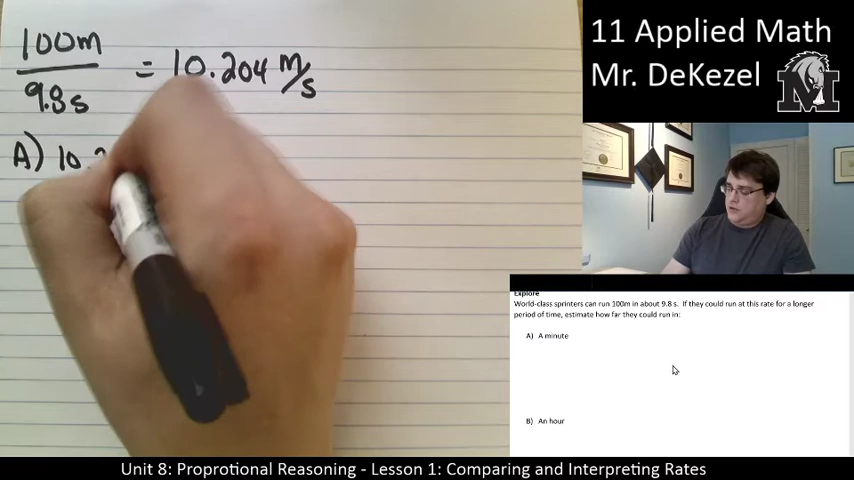 100m
9.8s
= 10.204 m/s
A) 10.2
11 Applied Math
Mr. DeKezel
M
Explore
World-class sprinters can run 100m in about 9.8 s. If they could run at this rate for a longer
period of time, estimate how far they could run in:
A) A minute
B) An hour
Unit 8: Proprotional Reasoning - Lesson 1: Comparing and Interpreting Rates